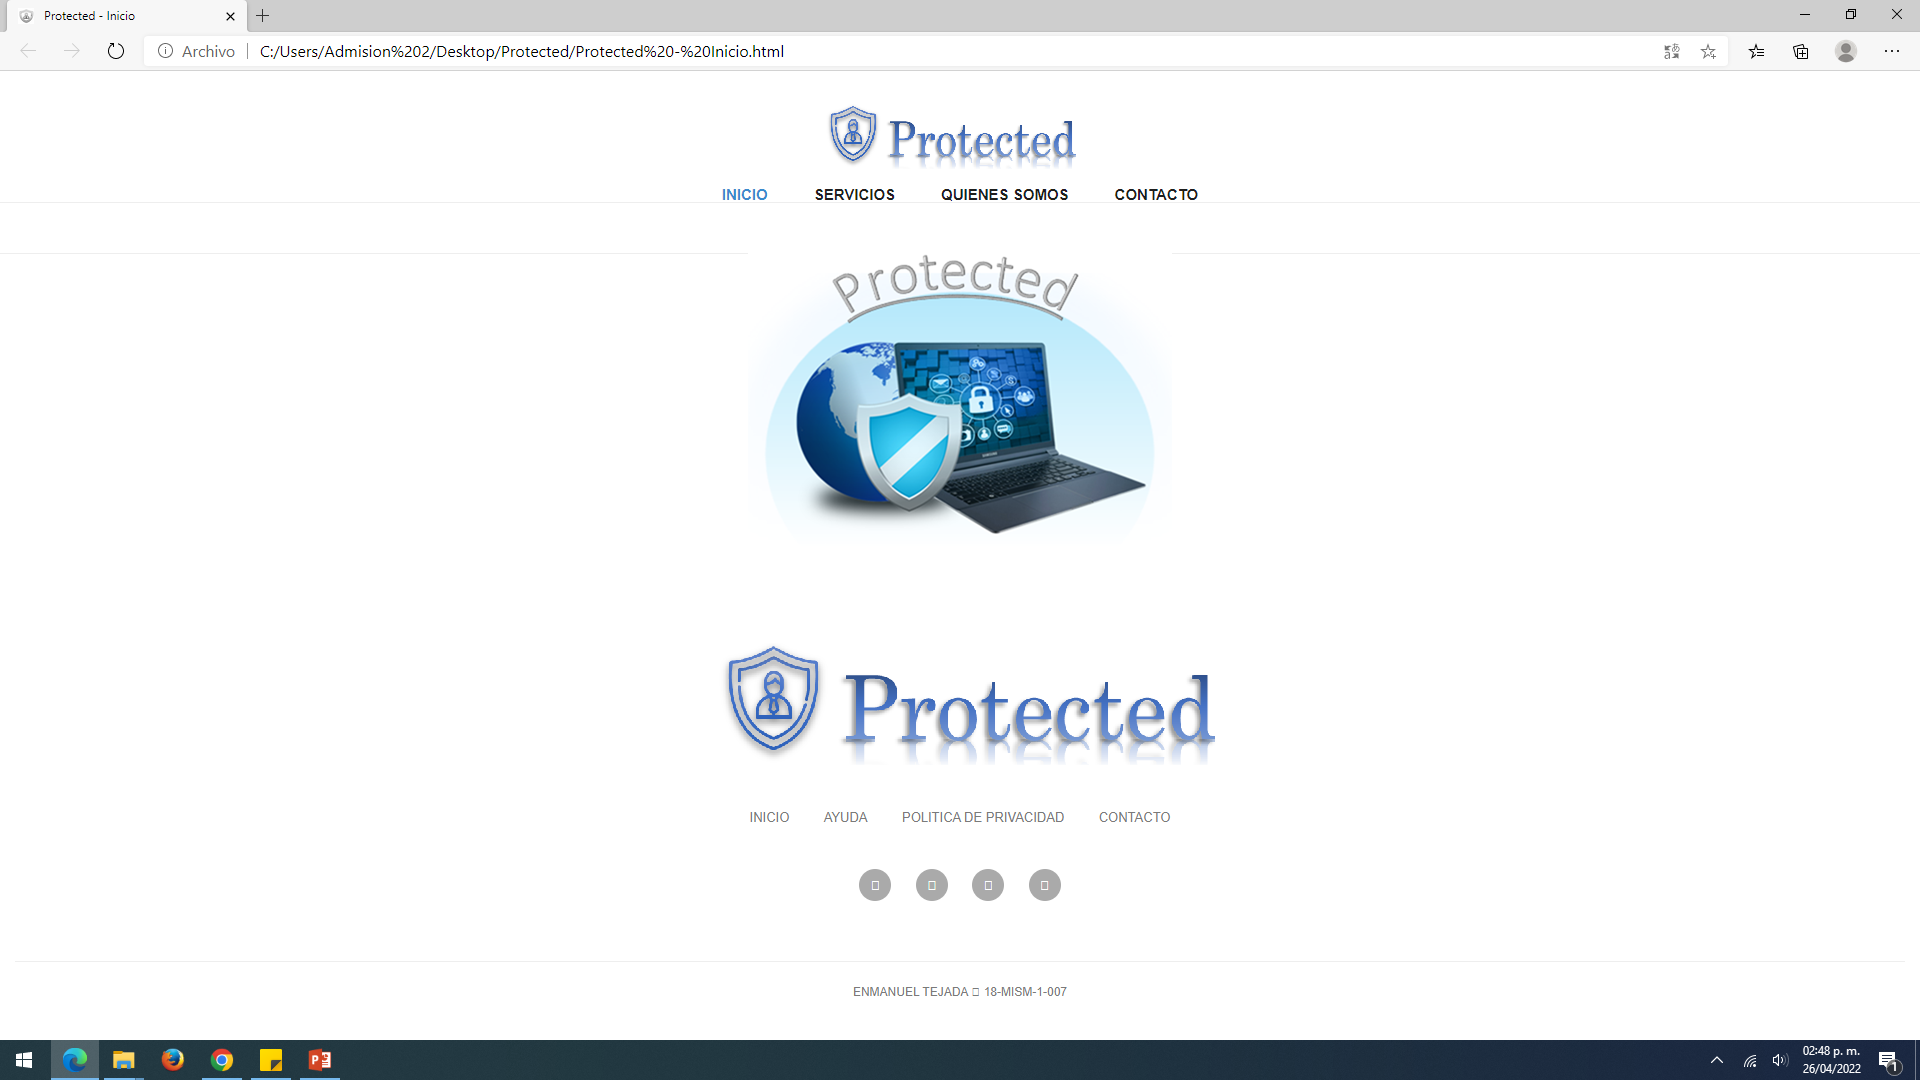 Protected - Inicio
Archivo C:/Users/Admision%202/Desktop/Protected/Protected%20-%20Inicio.html
Protected
INICIO SERVICIOS QUIENES SOMOS CONTACTO
Protected
Protected
INICIO AYUDA POLITICA DE PRIVACIDAD CONTACTO
ENMANUEL TEJADA 18-MISM-1-007
02:48 p. m.
26/04/2022
1